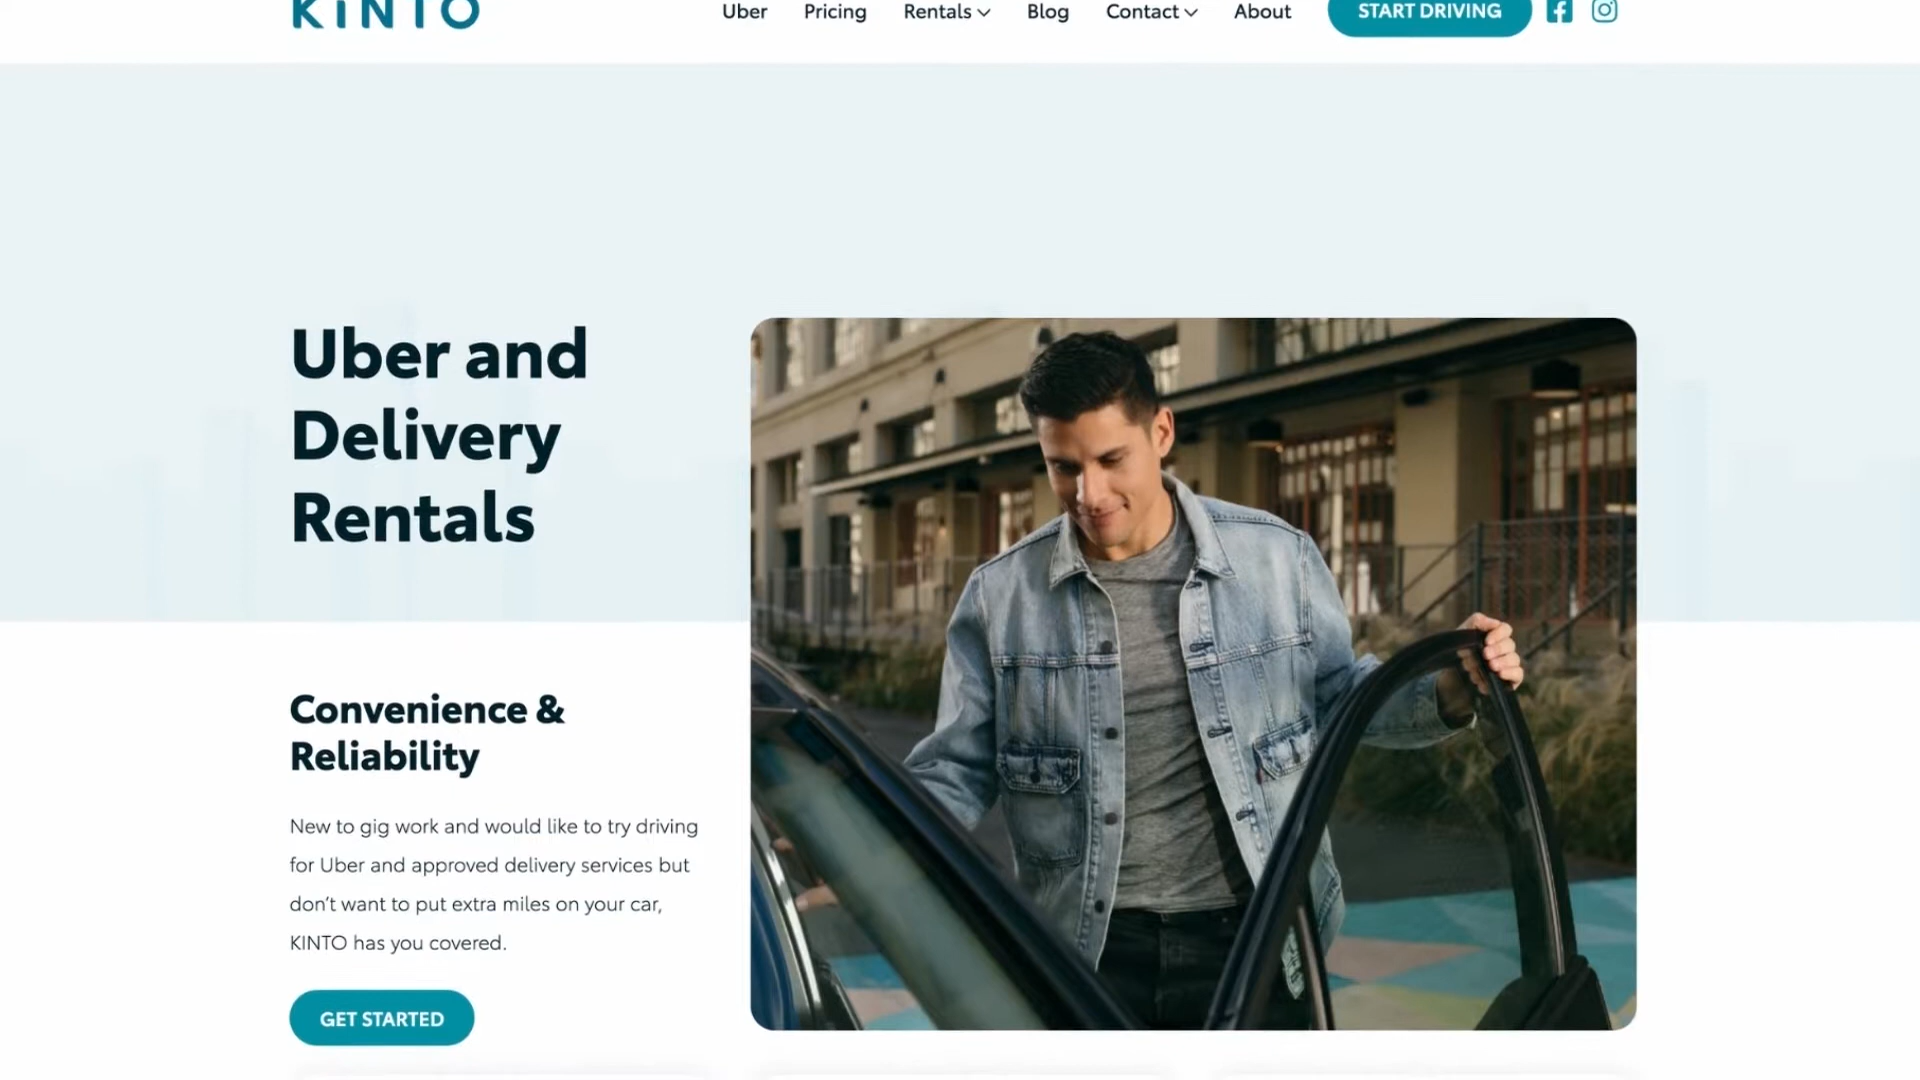 KINTO
Uber Pricing Rentals Blog Contact About START DRIVING
Uber and
Delivery
Rentals
Convenience &
Reliability
New to gig work and would like to try driving
for Uber and approved delivery services but
don't want to put extra miles on your car,
KINTO has you covered.
GET STARTED